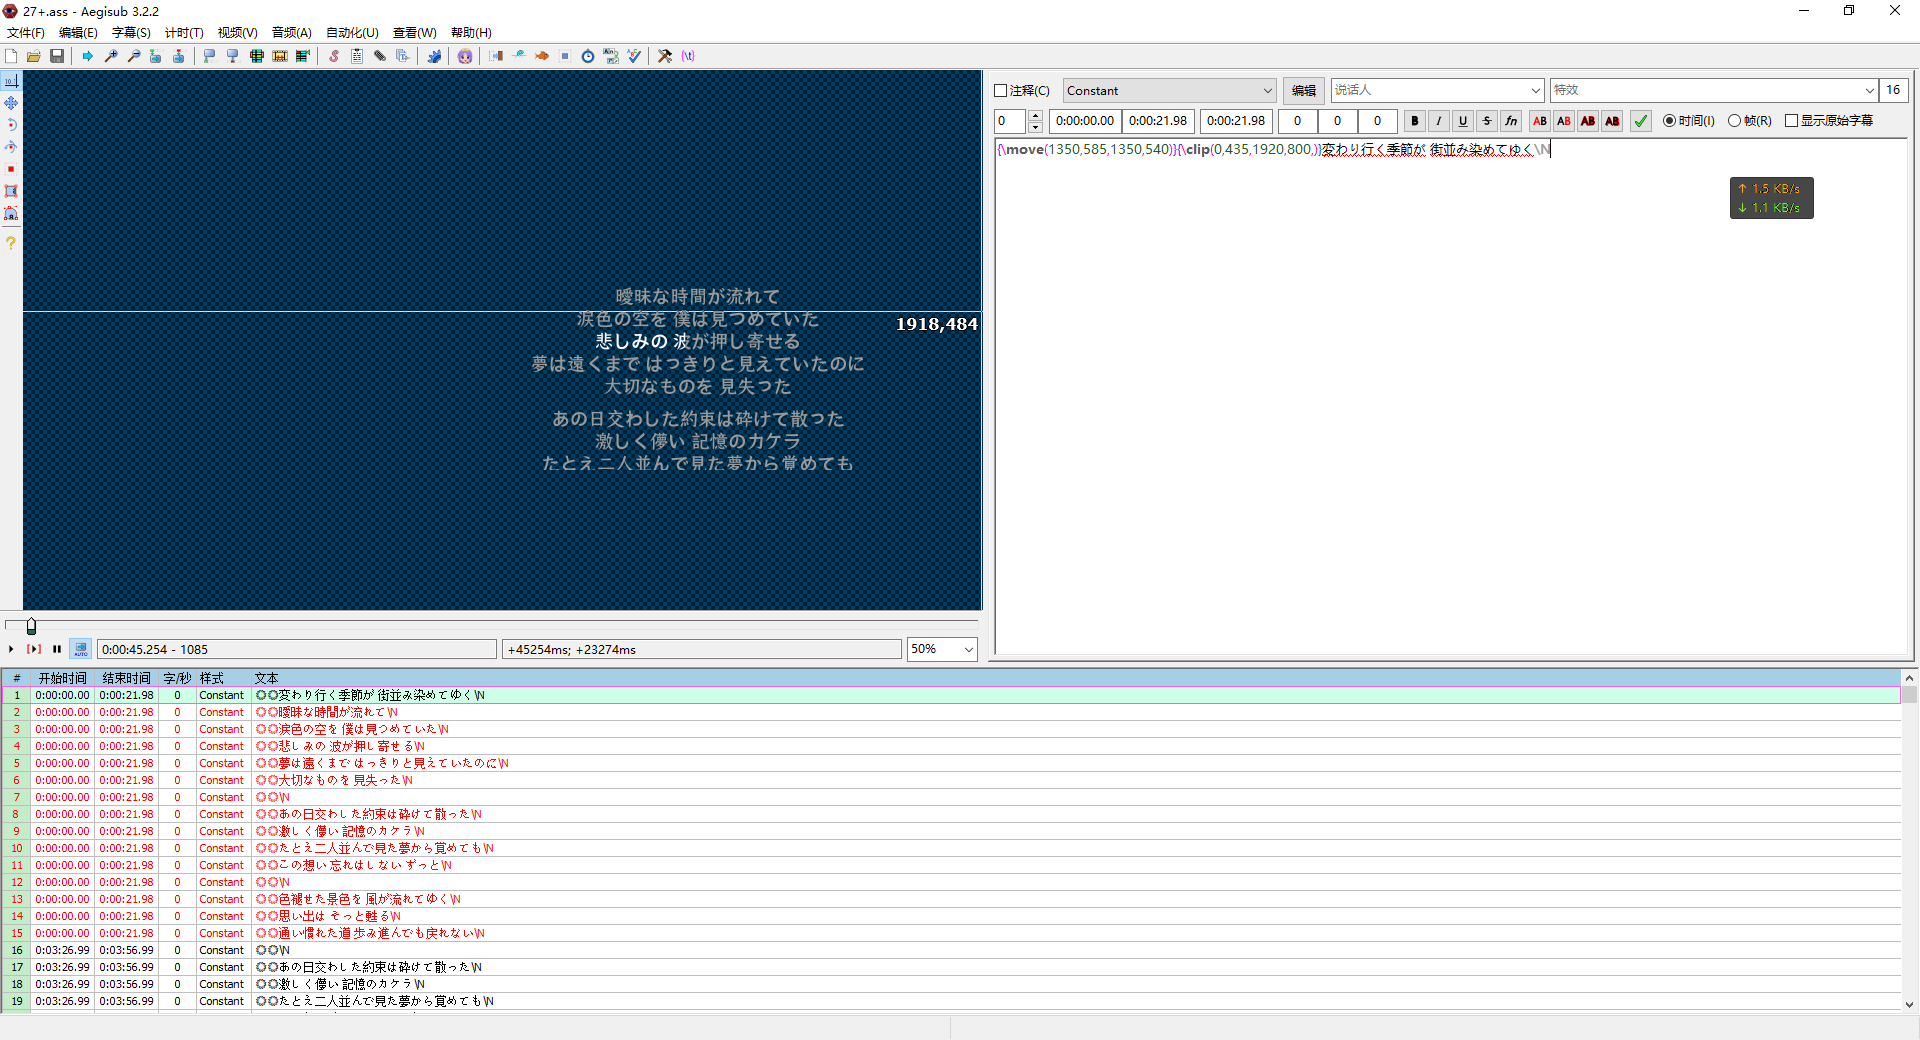 27+.ass - Aegisub 3.2.2
文件(F) 编辑(E) 字幕(S) 计时(T) 视频(V) 音频(A) 自动化(U) 查看(W) 帮助(H)
曖昧な時間が流れて
涙色の空を 僕は見つめていた
1918,484
悲しみの 波が押し寄せる
夢は遠くまで はっきりと見えていたのに
大切なものを 見失った
あの日交わした約束は砕けて散った
激しく儚い 記憶のカケラ
たとえ二人並んで見た夢から覚めても
注释(C) Constant 编辑 说话人 特效 16
0 0:00:00.00 0:00:21.98 0:00:21.98 0 0 0 B I U S fn AB AB AB AB 时间(I) 帧(R) 显示原始字幕
{\move(1350,585,1350,540)}{\clip(0,435,1920,800,)}変わり行く季節が 街並み染めてゆく\N
↑ 1.5 KB/s
↓ 1.1 KB/s
AUTO 0:00:45.254 - 1085 +45254ms; +23274ms 50%
# 开始时间 结束时间 字/秒 样式 文本
1 0:00:00.00 0:00:21.98 0 Constant 変わり行く季節が 街並み染めてゆく\N
2 0:00:00.00 0:00:21.98 0 Constant 曖昧な時間が流れて\N
3 0:00:00.00 0:00:21.98 0 Constant 涙色の空を 僕は見つめていた\N
4 0:00:00.00 0:00:21.98 0 Constant 悲しみの 波が押し寄せる\N
5 0:00:00.00 0:00:21.98 0 Constant 夢は遠くまで はっきりと見えていたのに\N
6 0:00:00.00 0:00:21.98 0 Constant 大切なものを 見失った\N
7 0:00:00.00 0:00:21.98 0 Constant \N
8 0:00:00.00 0:00:21.98 0 Constant あの日交わした約束は砕けて散った\N
9 0:00:00.00 0:00:21.98 0 Constant 激しく儚い 記憶のカケラ\N
10 0:00:00.00 0:00:21.98 0 Constant たとえ二人並んで見た夢から覚めても\N
11 0:00:00.00 0:00:21.98 0 Constant この想い 忘れはしない ずっと\N
12 0:00:00.00 0:00:21.98 0 Constant \N
13 0:00:00.00 0:00:21.98 0 Constant 色褪せた景色を 風が流れてゆく\N
14 0:00:00.00 0:00:21.98 0 Constant 思い出は そっと甦る\N
15 0:00:00.00 0:00:21.98 0 Constant 通い慣れた道 歩み進んでも戻れない\N
16 0:03:26.99 0:03:56.99 0 Constant \N
17 0:03:26.99 0:03:56.99 0 Constant あの日交わした約束は砕けて散った\N
18 0:03:26.99 0:03:56.99 0 Constant 激しく儚い 記憶のカケラ\N
19 0:03:26.99 0:03:56.99 0 Constant たとえ二人並んで見た夢から覚めても\N